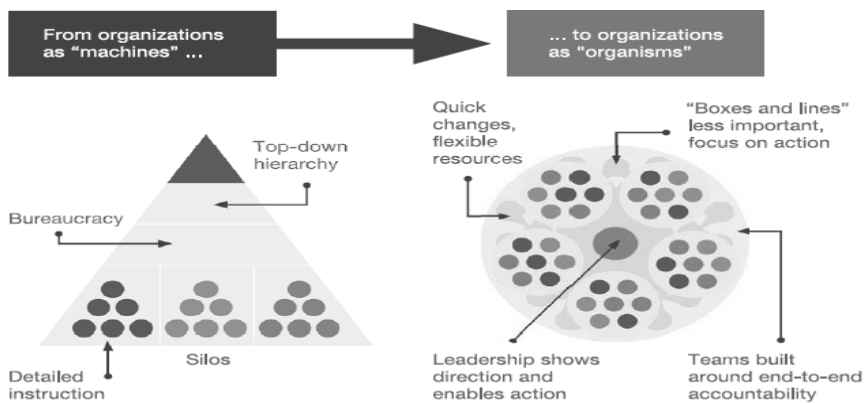 From organizations
as “machines” ...
... to organizations
as “organisms”
Top-down
hierarchy
Bureaucracy
Silos
Detailed
instruction
Quick
changes,
flexible
resources
“Boxes and lines”
less important,
focus on action
Leadership shows
direction and
enables action
Teams built
around end-to-end
accountability